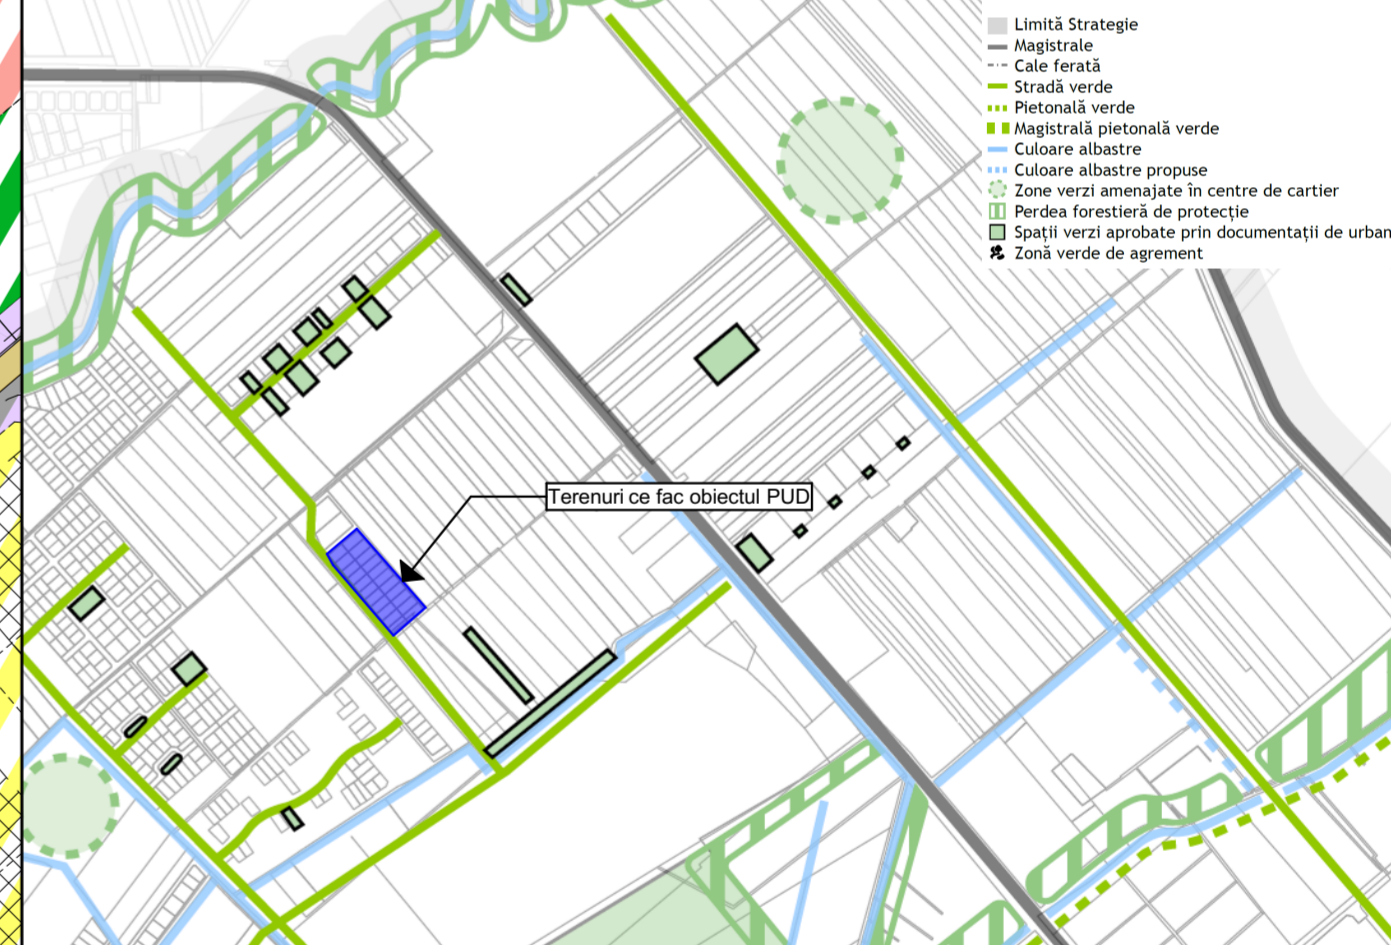 Limită Strategie
Magistrale
Cale ferată
Stradă verde
Pietonală verde
Magistrală pietonală verde
Culoare albastre
Culoare albastre propuse
Zone verzi amenajate în centre de cartier
Perdea forestieră de protecție
Spații verzi aprobate prin documentații de urban
Zonă verde de agrement
Terenuri ce fac obiectul PUD